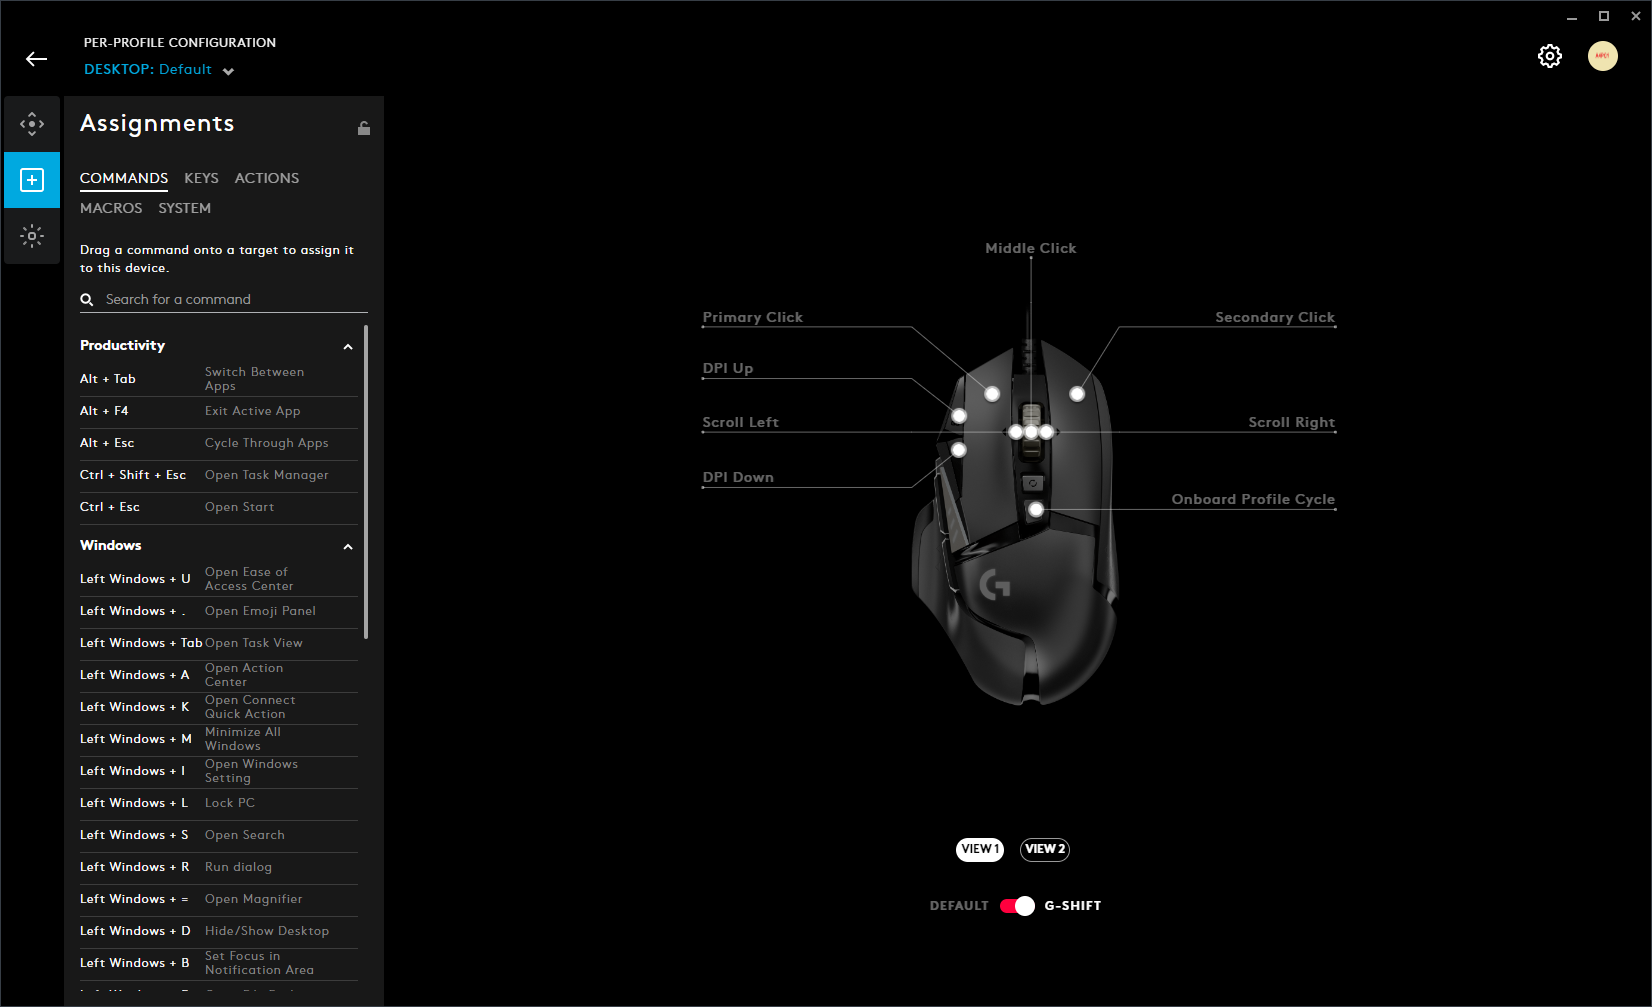 PER-PROFILE CONFIGURATION
DESKTOP: Default
Assignments
COMMANDS KEYS ACTIONS
MACROS SYSTEM
Drag a command onto a target to assign it
to this device.
Search for a command
Productivity
Alt + Tab Switch Between
Apps
Alt + F4 Exit Active App
Alt + Esc Cycle Through Apps
Ctrl + Shift + Esc Open Task Manager
Ctrl + Esc Open Start
Windows
Left Windows + U Open Ease of
Access Center
Left Windows + . Open Emoji Panel
Left Windows + Tab Open Task View
Left Windows + A Open Action
Center
Left Windows + K Open Connect
Quick Action
Left Windows + M Minimize All
Windows
Left Windows + I Open Windows
Setting
Left Windows + L Lock PC
Left Windows + S Open Search
Left Windows + R Run dialog
Left Windows + = Open Magnifier
Left Windows + D Hide/Show Desktop
Left Windows + B Set Focus in
Notification Area
Middle Click
Primary Click
Secondary Click
DPI Up
Scroll Left
Scroll Right
DPI Down
Onboard Profile Cycle
VIEW 1 VIEW 2
DEFAULT G-SHIFT